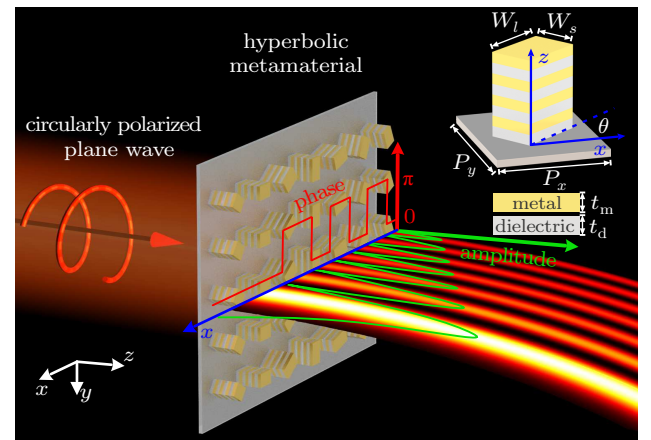 hyperbolic
metamaterial
circularly polarized
plane wave
W_l
W_s
z
θ
x
P_y
P_x
metal
t_m
dielectric
t_d
phase
π
0
amplitude
x
z
x
y